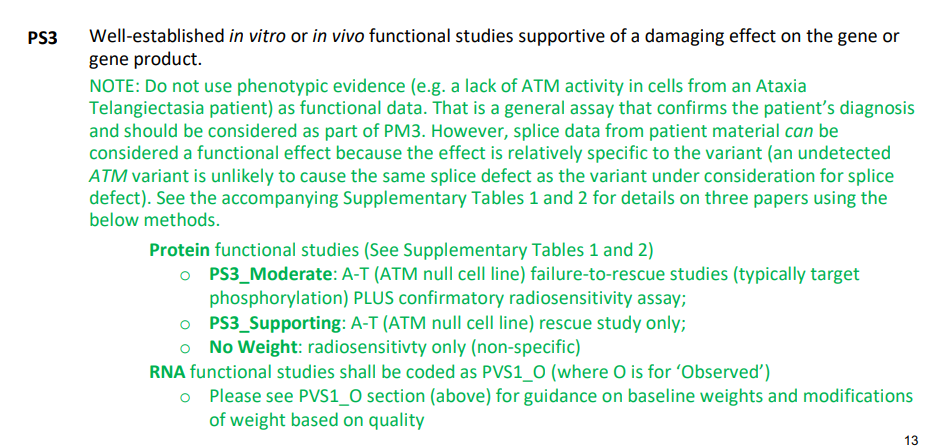 PS3 Well-established in vitro or in vivo functional studies supportive of a damaging effect on the gene or
gene product.
NOTE: Do not use phenotypic evidence (e.g. a lack of ATM activity in cells from an Ataxia
Telangiectasia patient) as functional data. That is a general assay that confirms the patient's diagnosis
and should be considered as part of PM3. However, splice data from patient material can be
considered a functional effect because the effect is relatively specific to the variant (an undetected
ATM variant is unlikely to cause the same splice defect as the variant under consideration for splice
defect). See the accompanying Supplementary Tables 1 and 2 for details on three papers using the
below methods.
Protein functional studies (See Supplementary Tables 1 and 2)
o PS3_Moderate: A-T (ATM null cell line) failure-to-rescue studies (typically target
phosphorylation) PLUS confirmatory radiosensitivity assay;
o PS3_Supporting: A-T (ATM null cell line) rescue study only;
o No Weight: radiosensitivty only (non-specific)
RNA functional studies shall be coded as PVS1_O (where O is for 'Observed')
o Please see PVS1_O section (above) for guidance on baseline weights and modifications
of weight based on quality
13